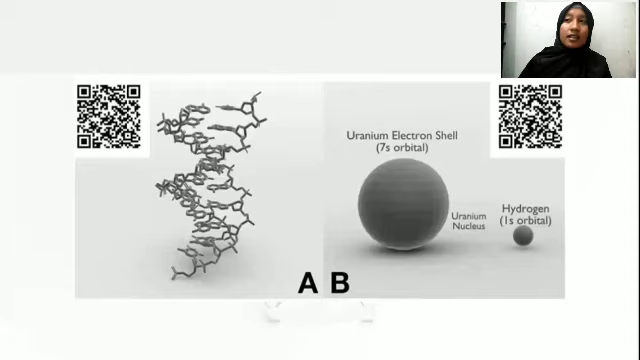 Uranium Electron Shell
(7s orbital)
Uranium
Nucleus
Hydrogen
(1s orbital)
A B